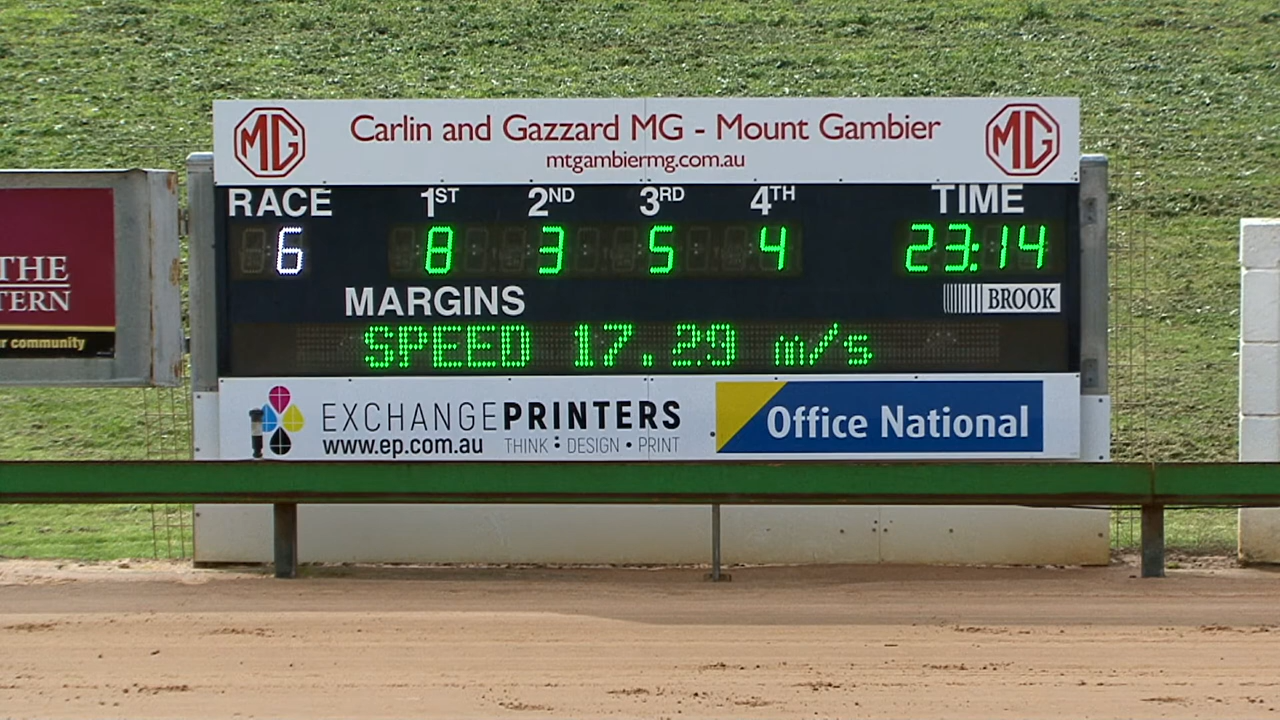 MG Carlin and Gazzard MG - Mount Gambier MG
mtgambiermg.com.au
RACE 1ST 2ND 3RD 4TH TIME
6 8 3 5 4 23:14
MARGINS BROOK
SPEED 17.29 m/s
EXCHANGEPRINTERS
www.ep.com.au THINK : DESIGN • PRINT
Office National
THE
TERN
r community